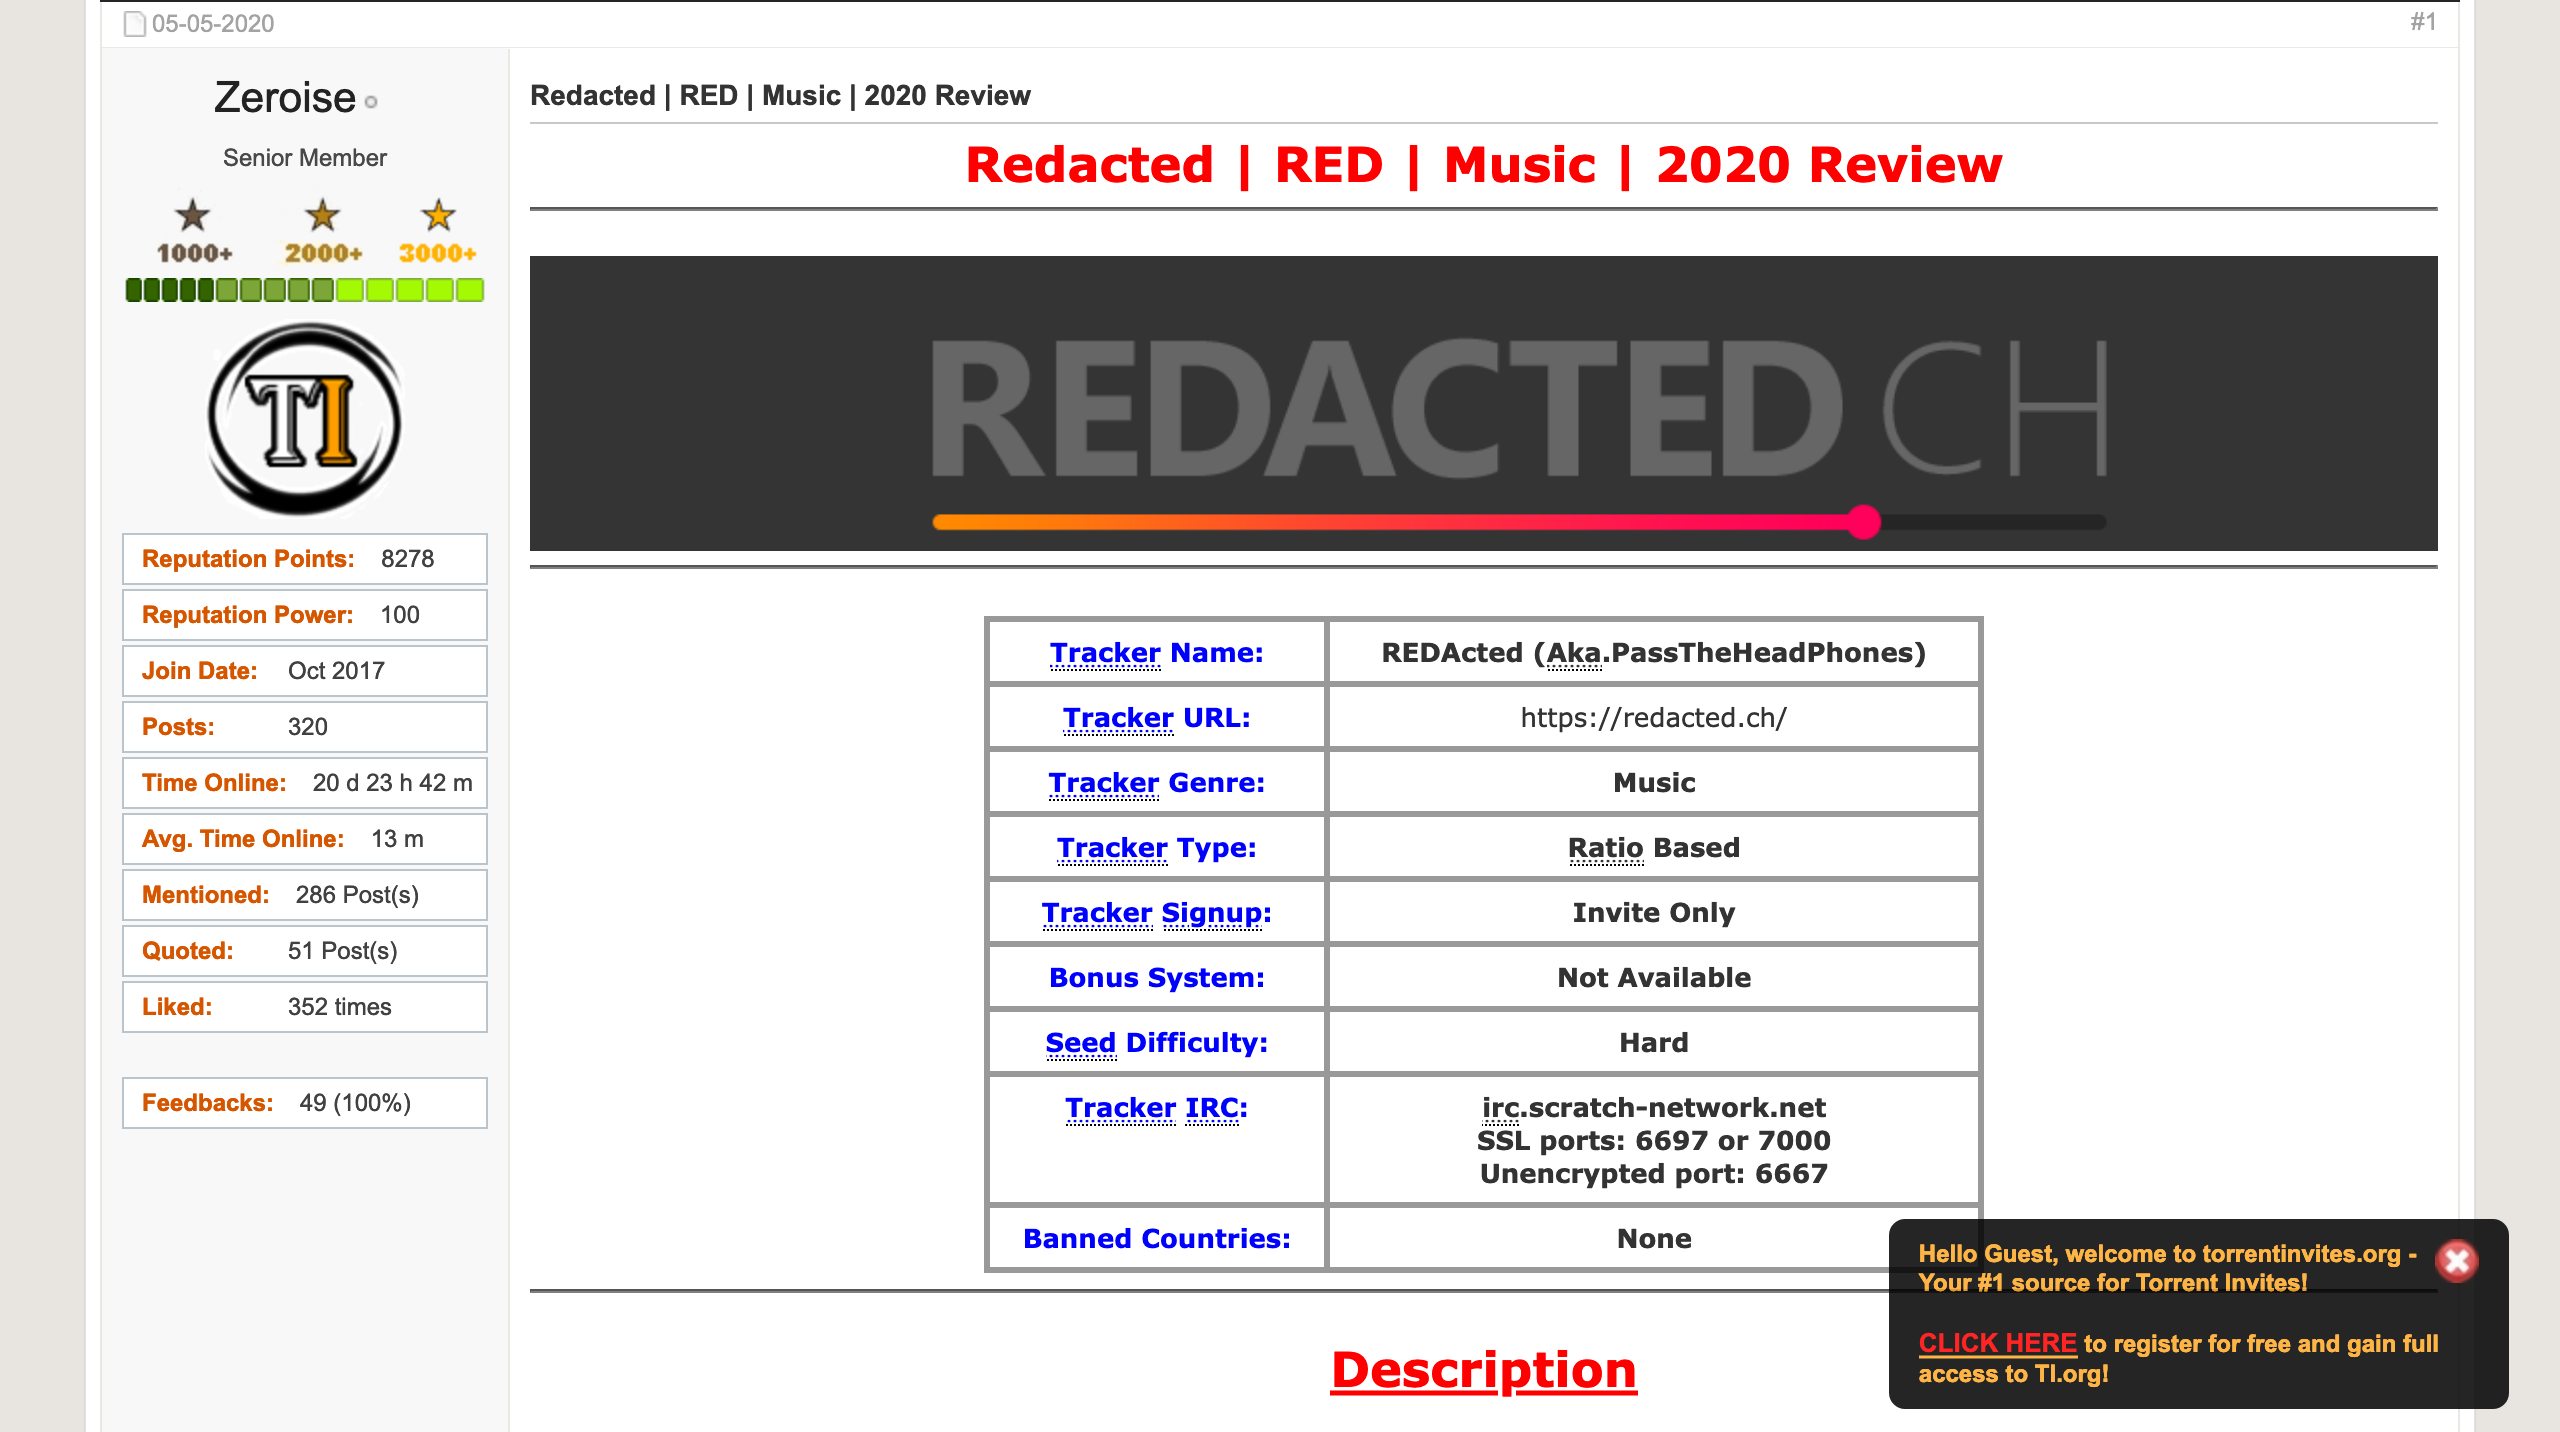 05-05-2020
#1
Zeroise
Senior Member
1000+ 2000+ 3000+
TI
Reputation Points: 8278
Reputation Power: 100
Join Date: Oct 2017
Posts: 320
Time Online: 20 d 23 h 42 m
Avg. Time Online: 13 m
Mentioned: 286 Post(s)
Quoted: 51 Post(s)
Liked: 352 times
Feedbacks: 49 (100%)
Redacted | RED | Music | 2020 Review
Redacted | RED | Music | 2020 Review
REDACTED CH
Tracker Name: REDActed (Aka.PassTheHeadPhones)
Tracker URL: https://redacted.ch/
Tracker Genre: Music
Tracker Type: Ratio Based
Tracker Signup: Invite Only
Bonus System: Not Available
Seed Difficulty: Hard
Tracker IRC: irc.scratch-network.net
SSL ports: 6697 or 7000
Unencrypted port: 6667
Banned Countries: None
Description
Hello Guest, welcome to torrentinvites.org -
Your #1 source for Torrent Invites!
CLICK HERE to register for free and gain full
access to TI.org!